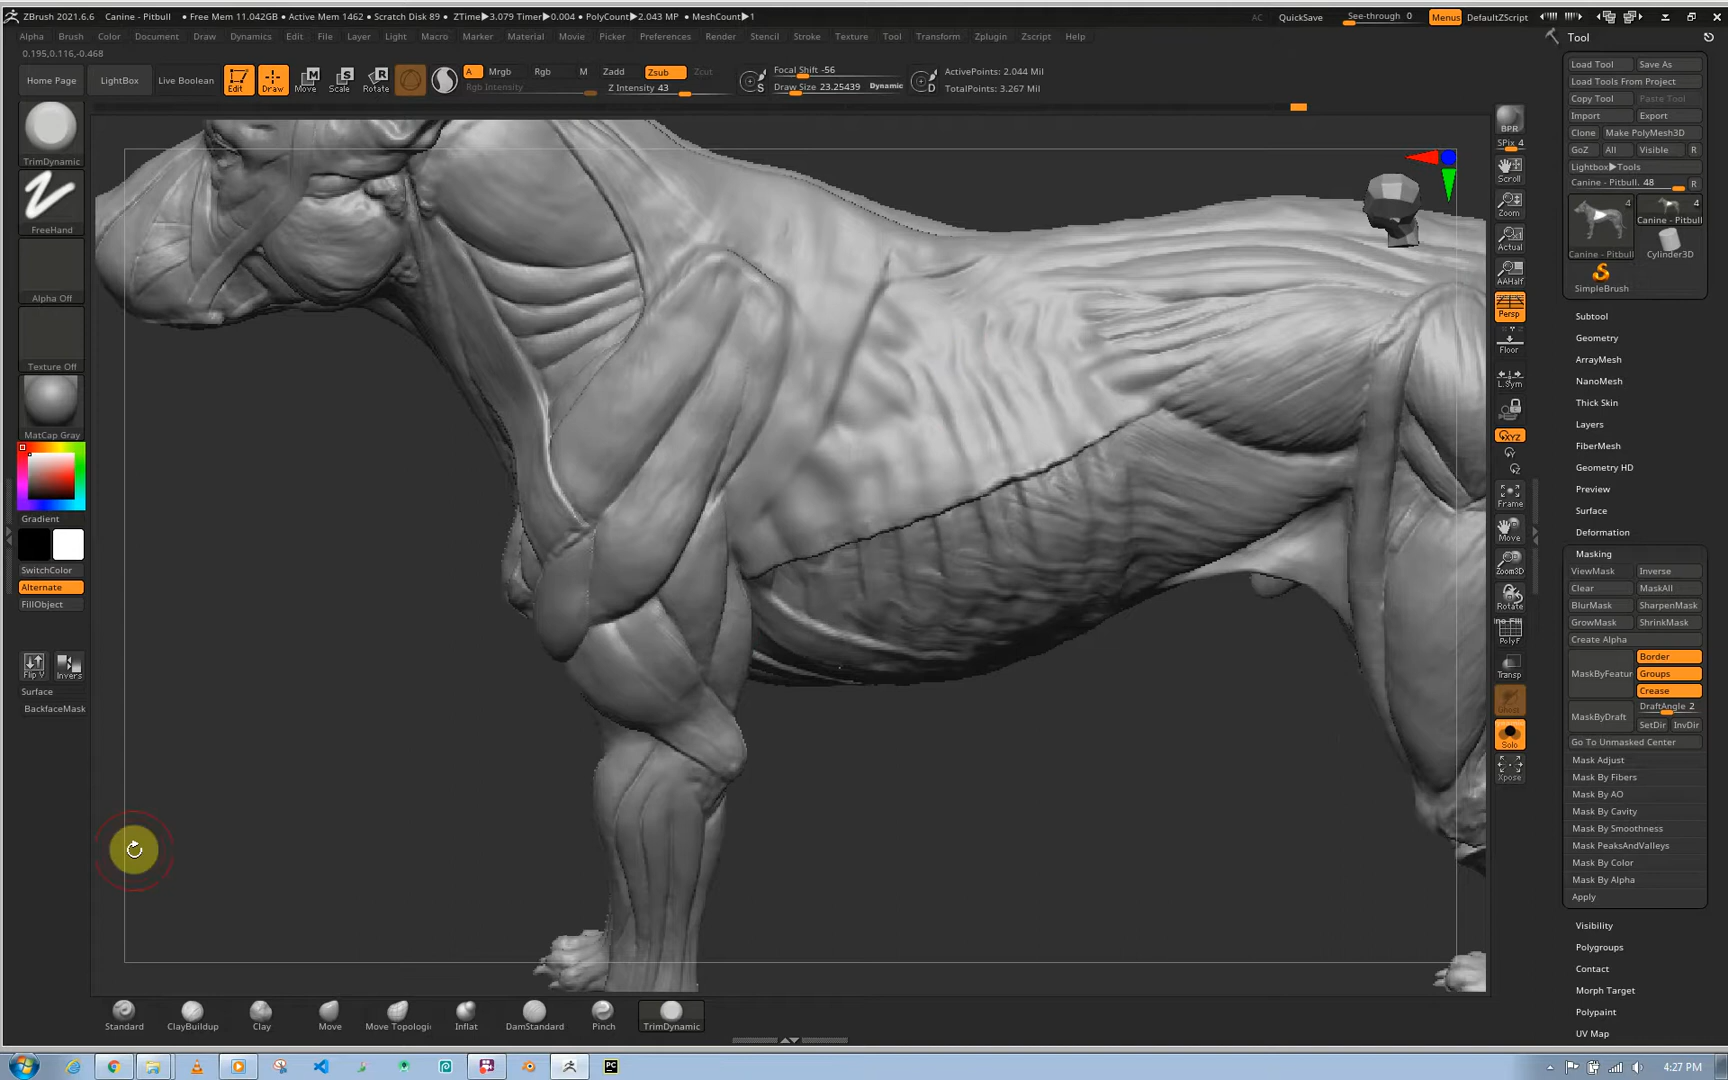 ZBrush 2021.6.6 Canine - Pitbull • Free Mem 11.042GB • Active Mem 1462 • Scratch Disk 89 • ZTime▶3.079 Timer▶0.004 • PolyCount▶2.043 MP • MeshCount▶1 AC QuickSave See-through 0 Menus DefaultZScript
Alpha Brush Color Document Draw Dynamics Edit File Layer Light Macro Marker Material Movie Picker Preferences Render Stencil Stroke Texture Tool Transform Zplugin Zscript Help
0.195,0.116,-0.468
Home Page LightBox Live Boolean Edit Draw Move Scale Rotate
A Mrgb Rgb M Zadd Zsub Zcut
Rgb Intensity Z Intensity 43
S Focal Shift -56
Draw Size 23.25439 Dynamic
D ActivePoints: 2.044 Mil
TotalPoints: 3.267 Mil
TrimDynamic
FreeHand
Alpha Off
Texture Off
MatCap Gray
Gradient
SwitchColor
Alternate
FillObject
Flip V Invers
Surface
BackfaceMask
BPR
SPix 4
Scroll
Zoom
Actual
AAHalf
Persp
Floor
L.Sym
XYZ
Frame
Move
Zoom3D
Rotate
PolyF
Transp
Ghost
Solo
Xpose
Tool
Load Tool Save As
Load Tools From Project
Copy Tool Paste Tool
Import Export
Clone Make PolyMesh3D
GoZ All Visible R
Lightbox▶Tools
Canine - Pitbull. 48 R
4 4
Canine - Pitbull
Canine - Pitbull Cylinder3D
SimpleBrush
Subtool
Geometry
ArrayMesh
NanoMesh
Thick Skin
Layers
FiberMesh
Geometry HD
Preview
Surface
Deformation
Masking
ViewMask Inverse
Clear MaskAll
BlurMask SharpenMask
GrowMask ShrinkMask
Create Alpha
MaskByFeatur Border
Groups
Crease
MaskByDraft DraftAngle 2
SetDir InvDir
Go To Unmasked Center
Mask Adjust
Mask By Fibers
Mask By AO
Mask By Cavity
Mask By Smoothness
Mask PeaksAndValleys
Mask By Color
Mask By Alpha
Apply
Visibility
Polygroups
Contact
Morph Target
Polypaint
UV Map
Standard ClayBuildup Clay Move Move Topologi Inflat DamStandard Pinch TrimDynamic
PC
4:27 PM